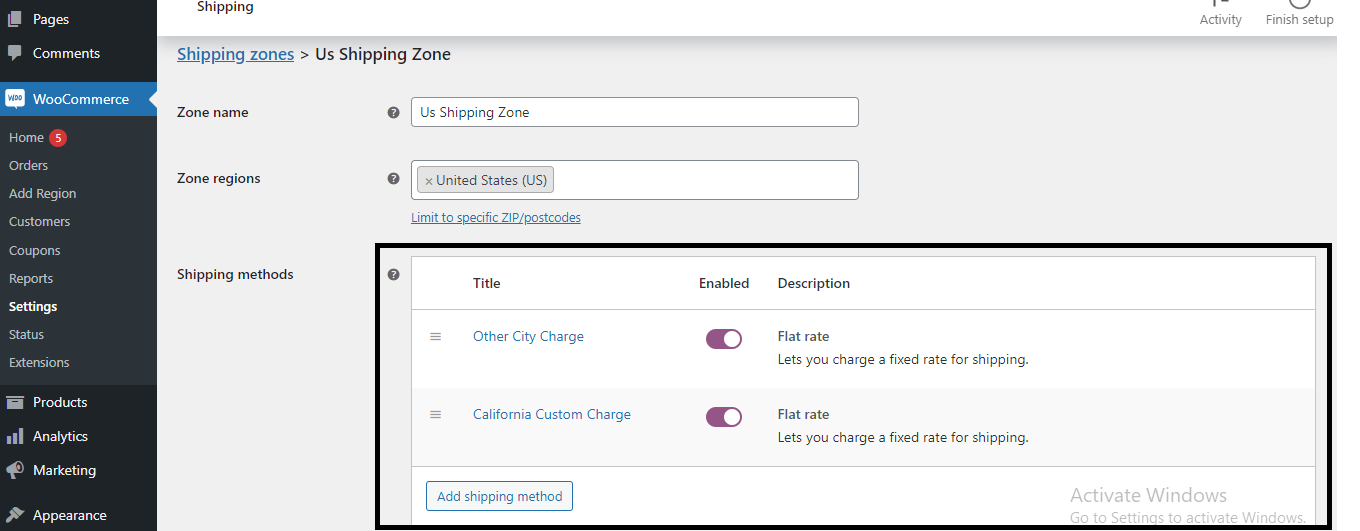 Pages
Comments
WOO WooCommerce
Home 5
Orders
Add Region
Customers
Coupons
Reports
Settings
Status
Extensions
Products
Analytics
Marketing
Appearance
Shipping
Activity
Finish setup
Shipping zones > Us Shipping Zone
Zone name ? Us Shipping Zone
Zone regions ? × United States (US)
Limit to specific ZIP/postcodes
Shipping methods ?
Title Enabled Description
Other City Charge Flat rate
Lets you charge a fixed rate for shipping.
California Custom Charge Flat rate
Lets you charge a fixed rate for shipping.
Add shipping method
Activate Windows
Go to Settings to activate Windows.